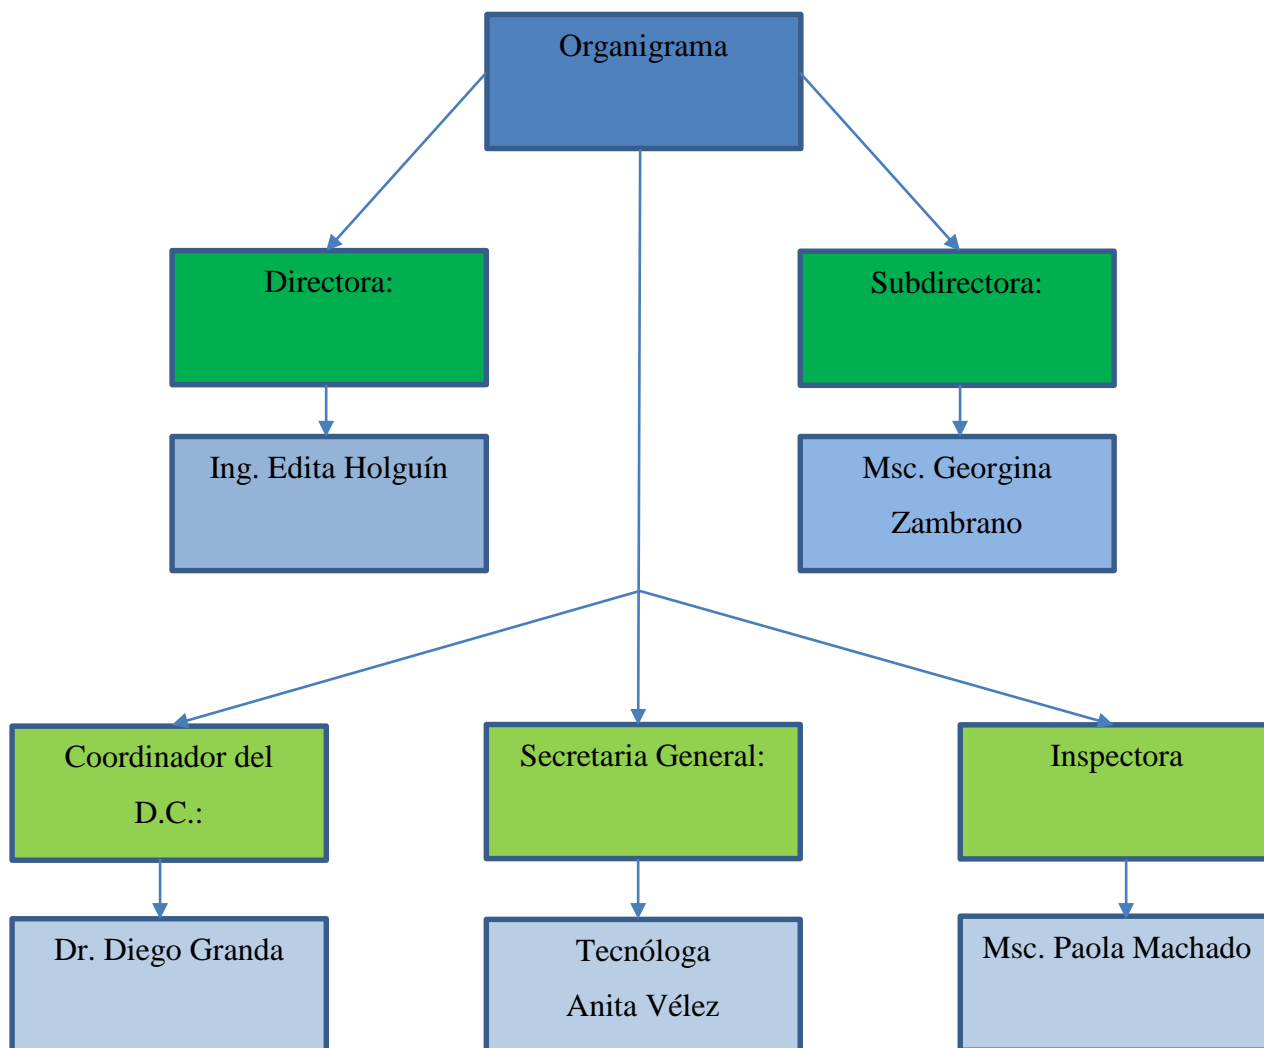 Organigrama
Directora:
Subdirectora:
Ing. Edita Holguín
Msc. Georgina
Zambrano
Coordinador del
D.C.:
Secretaria General:
Inspectora
Dr. Diego Granda
Tecnóloga
Anita Vélez
Msc. Paola Machado